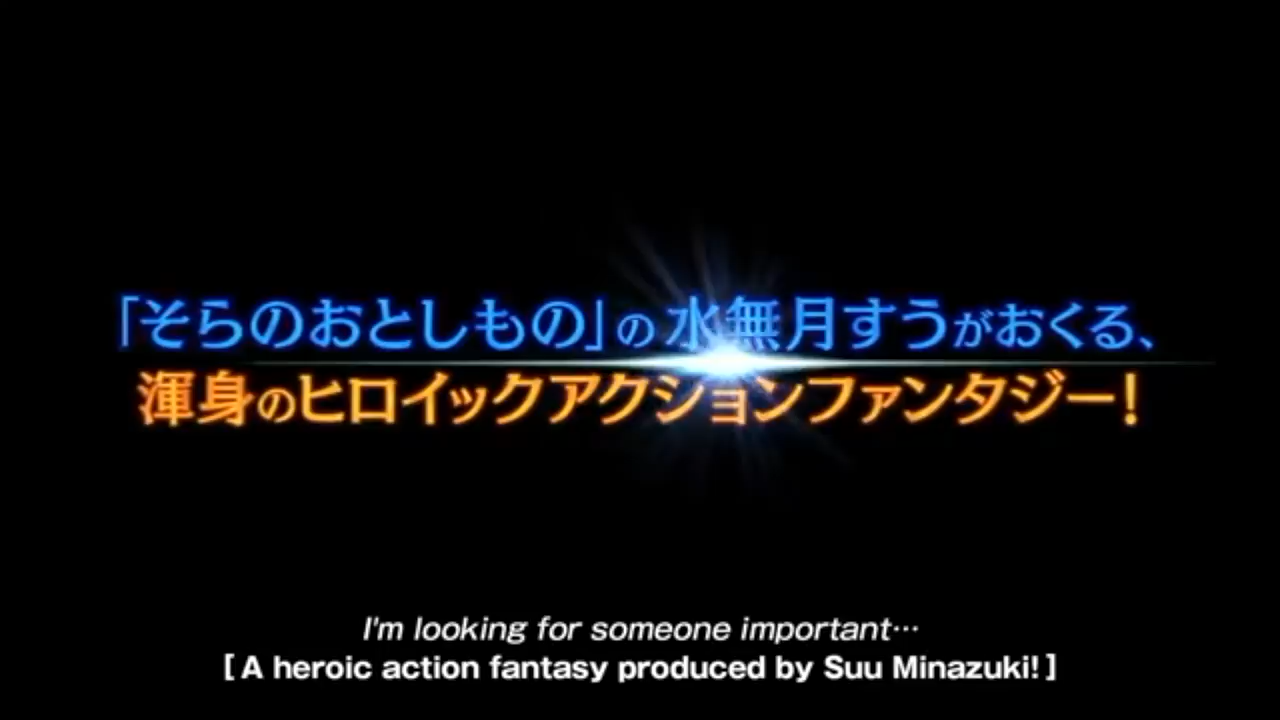 「そらのおとしもの」の水無月すうがおくる、
渾身のヒロイックアクションファンタジー！
I'm looking for someone important…
[ A heroic action fantasy produced by Suu Minazuki! ]